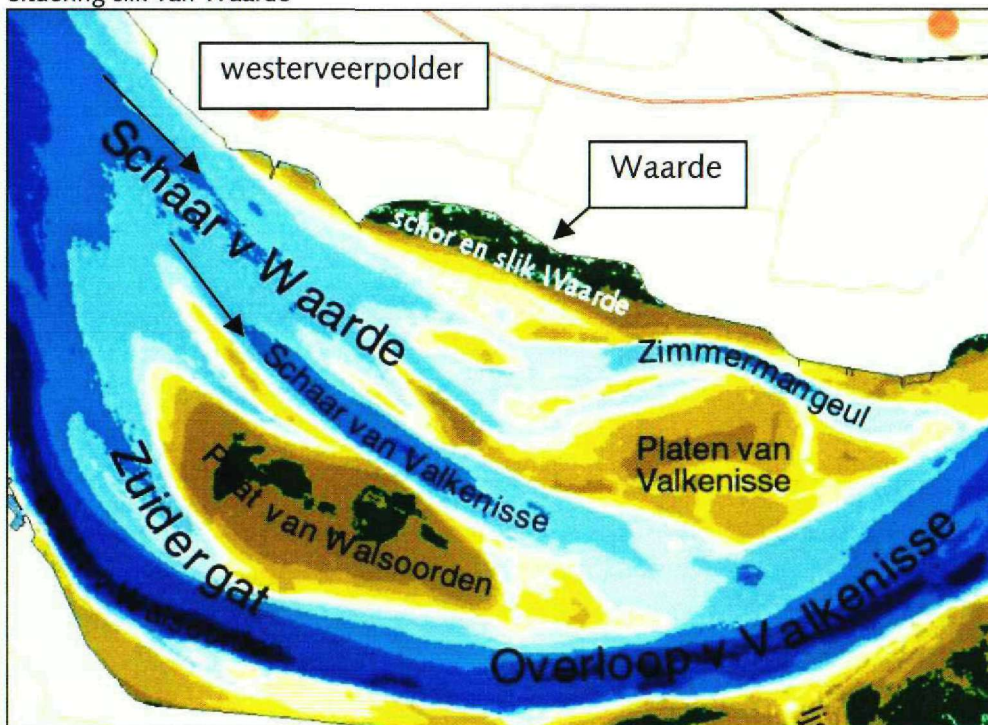 westerveerpolder
Waarde
Schaar v Waarde
schor en slik Waarde
Zimmermangeul
Schaar van Valkenisse
Platen van
Valkenisse
Plaat van Walsoorden
Zuidergat
Overloop v. Valkenisse